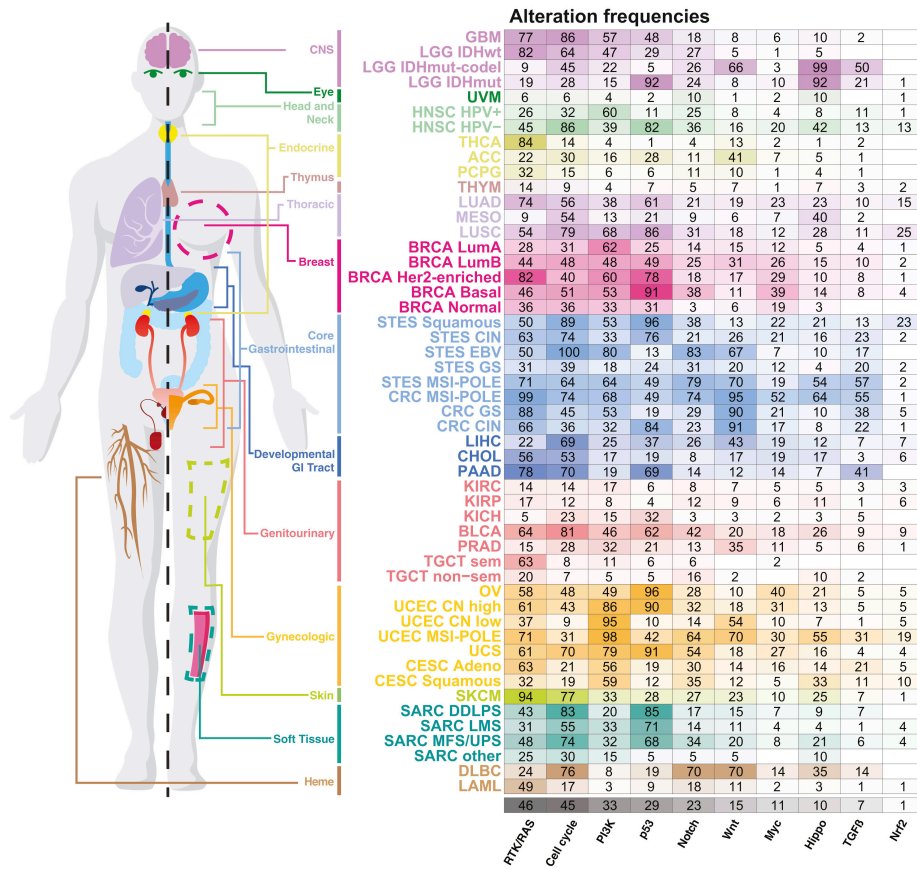 Alteration frequencies
CNS
Eye
Head and
Neck
Endocrine
Thymus
Thoracic
Breast
Core
Gastrointestinal
Developmental
GI Tract
Genitourinary
Gynecologic
Skin
Soft Tissue
Heme
GBM 77 86 57 48 18 8 6 10 2
LGG IDHwt 82 64 47 29 27 5 1 5
LGG IDHmut-codel 9 45 22 5 26 66 3 99 50
LGG IDHmut 19 28 15 92 24 8 10 92 21 1
UVM 6 6 4 2 10 1 2 10 1
HNSC HPV+ 26 32 60 11 25 8 4 8 11 1
HNSC HPV− 45 86 39 82 36 16 20 42 13 13
THCA 84 14 4 1 4 13 2 1 2
ACC 22 30 16 28 11 41 7 5 1
PCPG 32 15 6 6 11 10 1 4 1
THYM 14 9 4 7 5 7 1 7 3 2
LUAD 74 56 38 61 21 19 23 23 10 15
MESO 9 54 13 21 9 6 7 40 2
LUSC 54 79 68 86 31 18 12 28 11 25
BRCA LumA 28 31 62 25 14 15 12 5 4 1
BRCA LumB 44 48 48 49 25 31 26 15 10 2
BRCA Her2-enriched 82 40 60 78 18 17 29 10 8 1
BRCA Basal 46 51 53 91 38 11 39 14 8 4
BRCA Normal 36 36 33 31 3 6 19 3
STES Squamous 50 89 53 96 38 13 22 21 13 23
STES CIN 63 74 33 76 21 26 21 16 23 2
STES EBV 50 100 80 13 83 67 7 10 17
STES GS 31 39 18 24 31 20 12 4 20 2
STES MSI-POLE 71 64 64 49 79 70 19 54 57 2
CRC MSI-POLE 99 74 68 49 74 95 52 64 55 1
CRC GS 88 45 53 19 29 90 21 10 38 5
CRC CIN 66 36 32 84 23 91 17 8 22 1
LIHC 22 69 25 37 26 43 19 12 7 7
CHOL 56 53 17 19 8 17 19 17 3 6
PAAD 78 70 19 69 14 12 14 7 41
KIRC 14 14 17 6 8 7 5 5 3 3
KIRP 17 12 8 4 12 9 6 11 1 6
KICH 5 23 15 32 3 3 2 3 5
BLCA 64 81 46 62 42 20 18 26 9 9
PRAD 15 28 32 21 13 35 11 5 6 1
TGCT sem 63 8 11 6 6 2
TGCT non−sem 20 7 5 5 16 2 10 2
OV 58 48 49 96 28 10 40 21 5 5
UCEC CN high 61 43 86 90 32 18 31 13 5 5
UCEC CN low 37 9 95 10 14 54 10 7 1 5
UCEC MSI-POLE 71 31 98 42 64 70 30 55 31 19
UCS 61 70 79 91 54 18 27 16 4 4
CESC Adeno 63 21 56 19 30 14 16 14 21 5
CESC Squamous 32 19 59 12 35 12 5 33 11 10
SKCM 94 77 33 28 27 23 10 25 7 1
SARC DDLPS 43 83 20 85 17 15 7 9 7
SARC LMS 31 55 33 71 14 11 4 4 1 4
SARC MFS/UPS 48 74 32 68 34 20 8 21 6 4
SARC other 25 30 15 5 5 5 10
DLBC 24 76 8 19 70 70 14 35 14
LAML 49 17 3 9 18 11 2 3 1 1
46 45 33 29 23 15 11 10 7 1
RTK/RAS Cell cycle PI3K p53 Notch Wnt Myc Hippo TGFß Nrf2